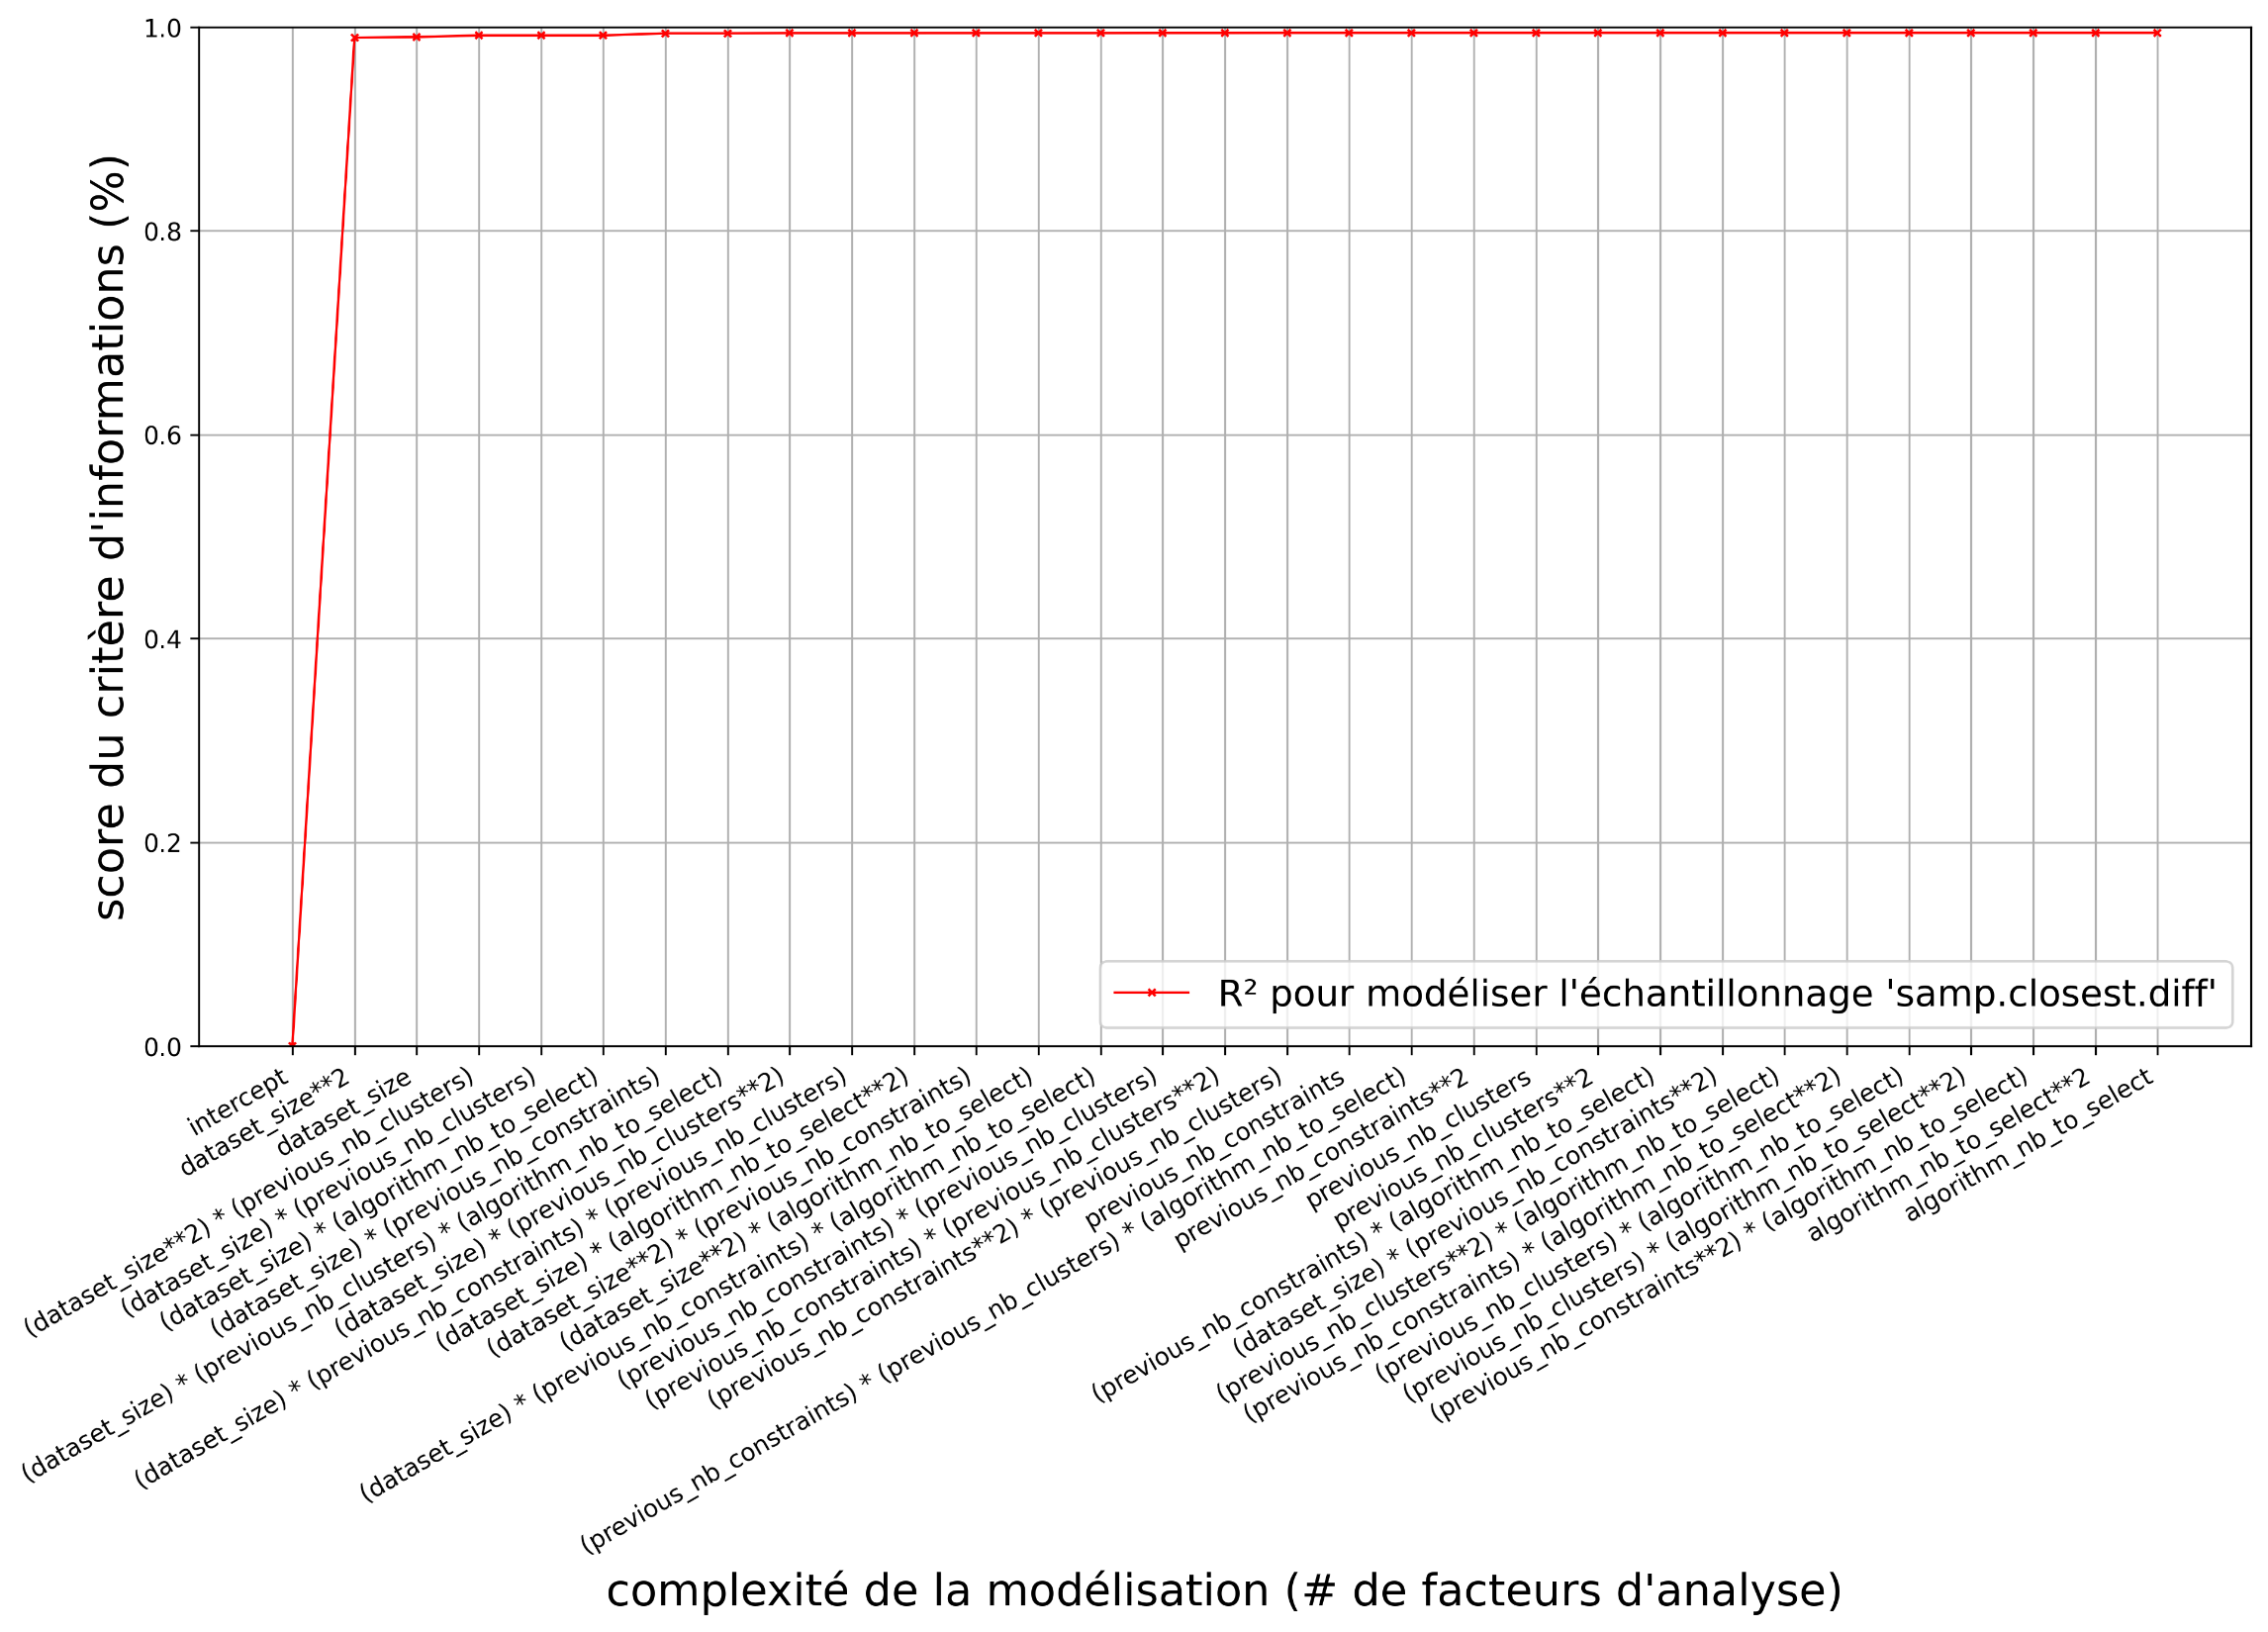 score du critère d'informations (%)
1.0
0.8
0.6
0.4
0.2
0.0
R² pour modéliser l'échantillonnage 'samp.closest.diff'
intercept
dataset_size**2
dataset_size
(dataset_size**2) * (previous_nb_clusters)
(dataset_size) * (previous_nb_clusters)
(dataset_size) * (algorithm_nb_to_select)
(dataset_size) * (previous_nb_constraints)
(dataset_size) * (previous_nb_clusters) * (algorithm_nb_to_select)
(dataset_size) * (previous_nb_clusters**2)
(dataset_size) * (previous_nb_constraints) * (previous_nb_clusters)
(dataset_size) * (algorithm_nb_to_select**2)
(dataset_size**2) * (previous_nb_constraints)
(dataset_size**2) * (algorithm_nb_to_select)
(dataset_size) * (previous_nb_constraints) * (algorithm_nb_to_select)
(previous_nb_constraints) * (previous_nb_clusters)
(previous_nb_constraints) * (previous_nb_clusters**2)
(previous_nb_constraints**2) * (previous_nb_clusters)
previous_nb_constraints
(previous_nb_constraints) * (previous_nb_clusters) * (algorithm_nb_to_select)
previous_nb_constraints**2
previous_nb_clusters
previous_nb_clusters**2
(previous_nb_constraints) * (algorithm_nb_to_select)
(dataset_size) * (previous_nb_constraints**2)
(previous_nb_clusters**2) * (algorithm_nb_to_select)
(previous_nb_constraints) * (algorithm_nb_to_select**2)
(previous_nb_clusters) * (algorithm_nb_to_select)
(previous_nb_clusters) * (algorithm_nb_to_select**2)
(previous_nb_constraints**2) * (algorithm_nb_to_select)
algorithm_nb_to_select**2
algorithm_nb_to_select
complexité de la modélisation (# de facteurs d'analyse)